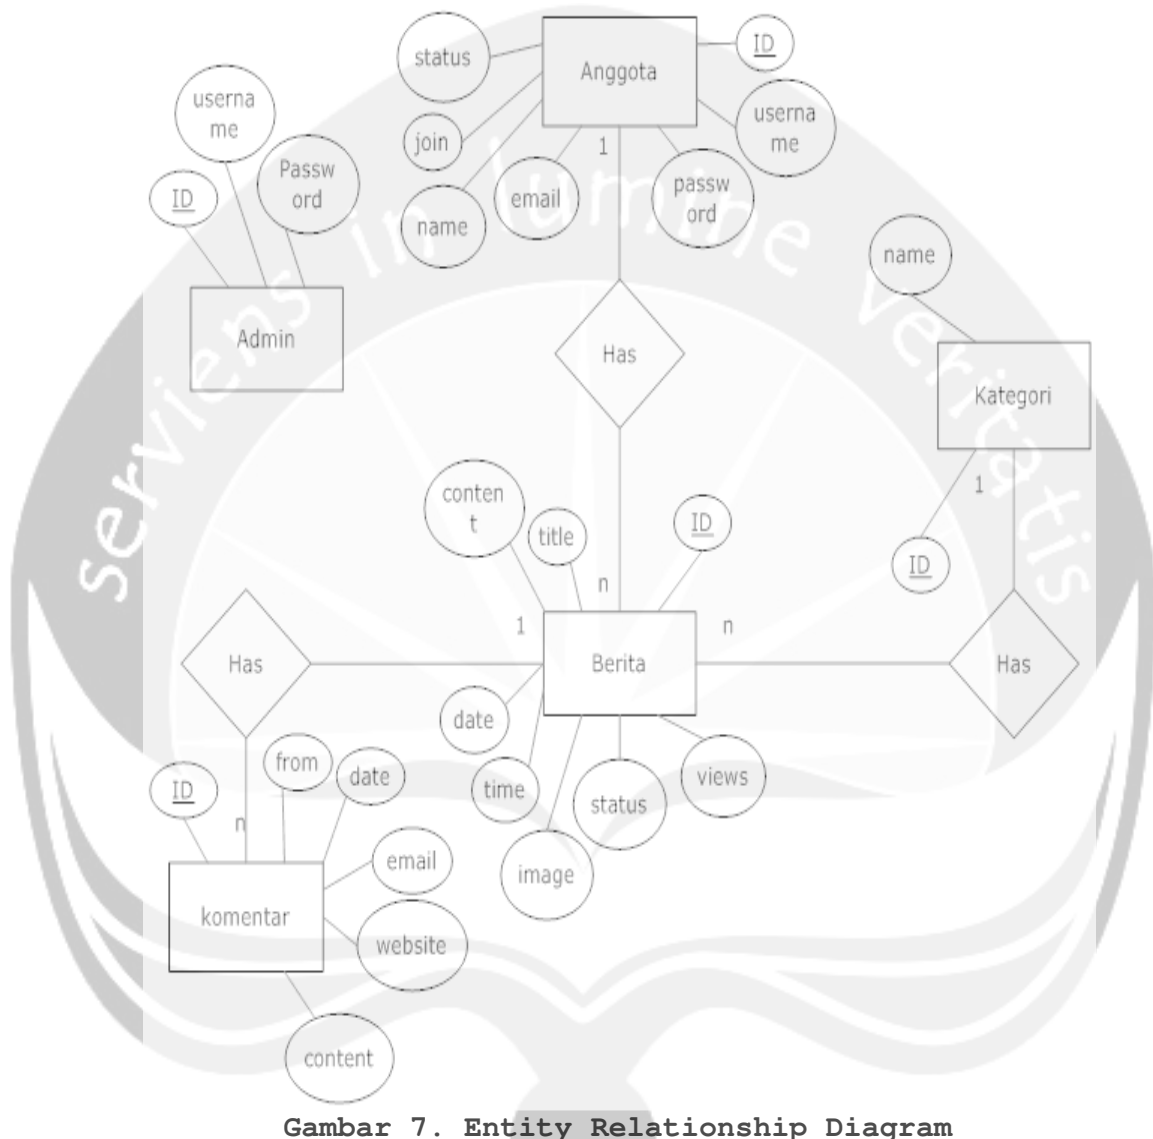 status
Anggota
ID
userna
me
join
1
userna
me
Passw
ord
ID
name
email
passw
ord
name
Admin
Has
Kategori
conten
t
title
ID
1
ID
n
1
n
Has
Berita
Has
date
time
image
status
views
ID
from
date
n
email
komentar
website
content
serviens in lumine veritatis
Gambar 7. Entity Relationship Diagram